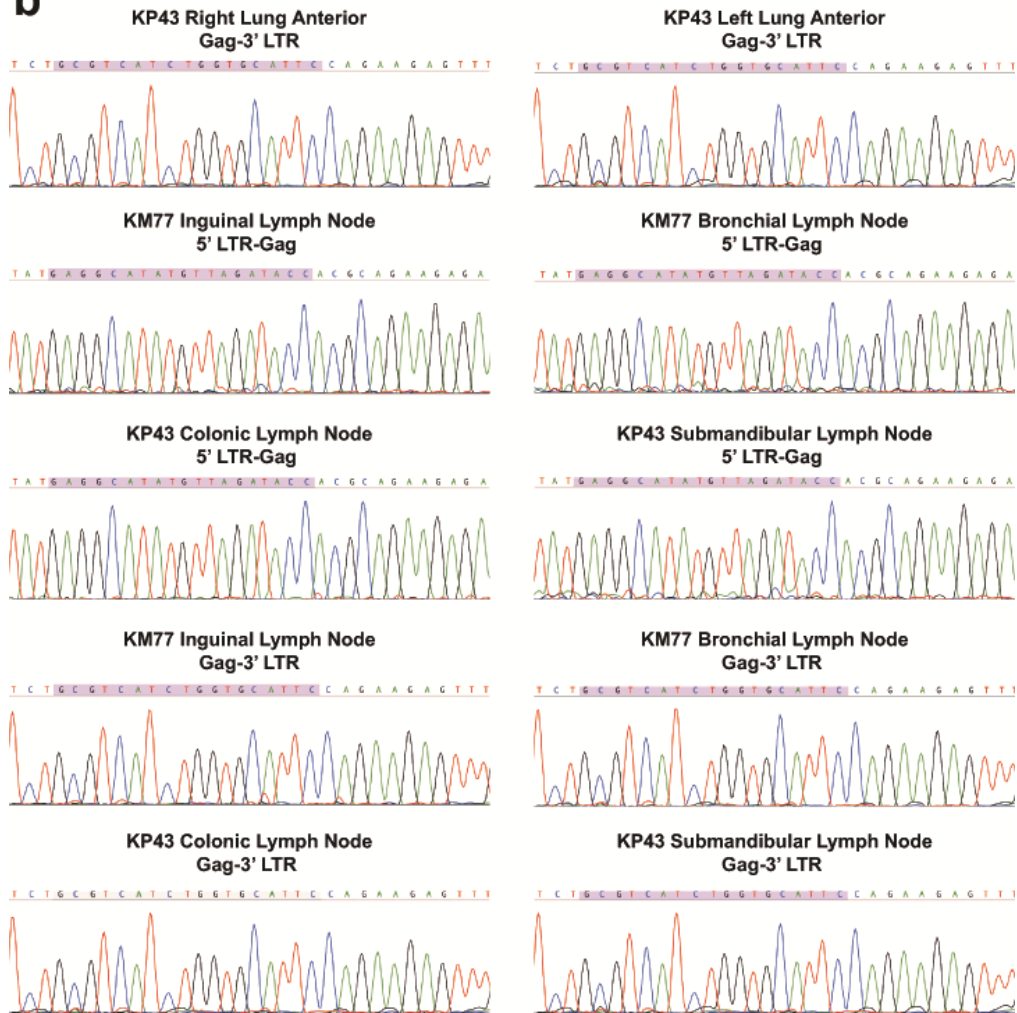 b
KP43 Right Lung Anterior
Gag-3' LTR
T C T G C G T C A T C T G G T G C A T T C C A G A A G A G T T T
KP43 Left Lung Anterior
Gag-3' LTR
T C T G C G T C A T C T G G T G C A T T C C A G A A G A G T T T
KM77 Inguinal Lymph Node
5' LTR-Gag
T A T G A G G C A T A T G T T A G A T A C C A C G C A G A A G A G A
KM77 Bronchial Lymph Node
5' LTR-Gag
T A T G A G G C A T A T G T T A G A T A C C A C G C A G A A G A G A
KP43 Colonic Lymph Node
5' LTR-Gag
T A T G A G G C A T A T G T T A G A T A C C A C G C A G A A G A G A
KP43 Submandibular Lymph Node
5' LTR-Gag
T A T G A G G C A T A T G T T A G A T A C C A C G C A G A A G A G A
KM77 Inguinal Lymph Node
Gag-3' LTR
T C T G C G T C A T C T G G T G C A T T C C A G A A G A G T T T
KM77 Bronchial Lymph Node
Gag-3' LTR
T C T G C G T C A T C T G G T G C A T T C C A G A A G A G T T T
KP43 Colonic Lymph Node
Gag-3' LTR
T C T G C G T C A T C T G G T G C A T T C C A G A A G A G T T T
KP43 Submandibular Lymph Node
Gag-3' LTR
T C T G C G T C A T C T G G T G C A T T C C A G A A G A G T T T